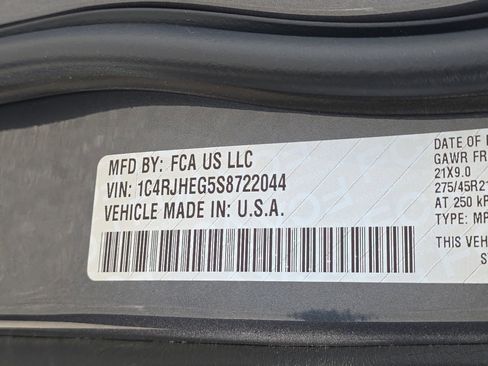 MFD BY: FCA US LLC
VIN: 1C4RJHEG5S8722044
VEHICLE MADE IN: U.S.A.
DATE OF
GAWR FR
21X9.0
275/45R21
AT 250 kP
TYPE: MP
THIS VEH